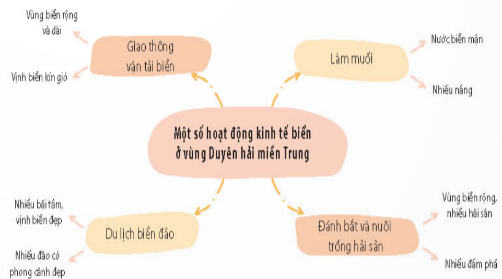 Vùng biển rộng
và dài
Vịnh biển kín gió
Giao thông
vận tải biển
Làm muối
Nước biển mặn
Nhiều nắng
Một số hoạt động kinh tế biển
ở vùng Duyên hải miền Trung
Nhiều bãi tắm,
vịnh biển đẹp
Nhiều đảo có
phong cảnh đẹp
Du lịch biển đảo
Đánh bắt và nuôi
trồng hải sản
Vùng biển rộng,
nhiều hải sản
Nhiều đầm phá